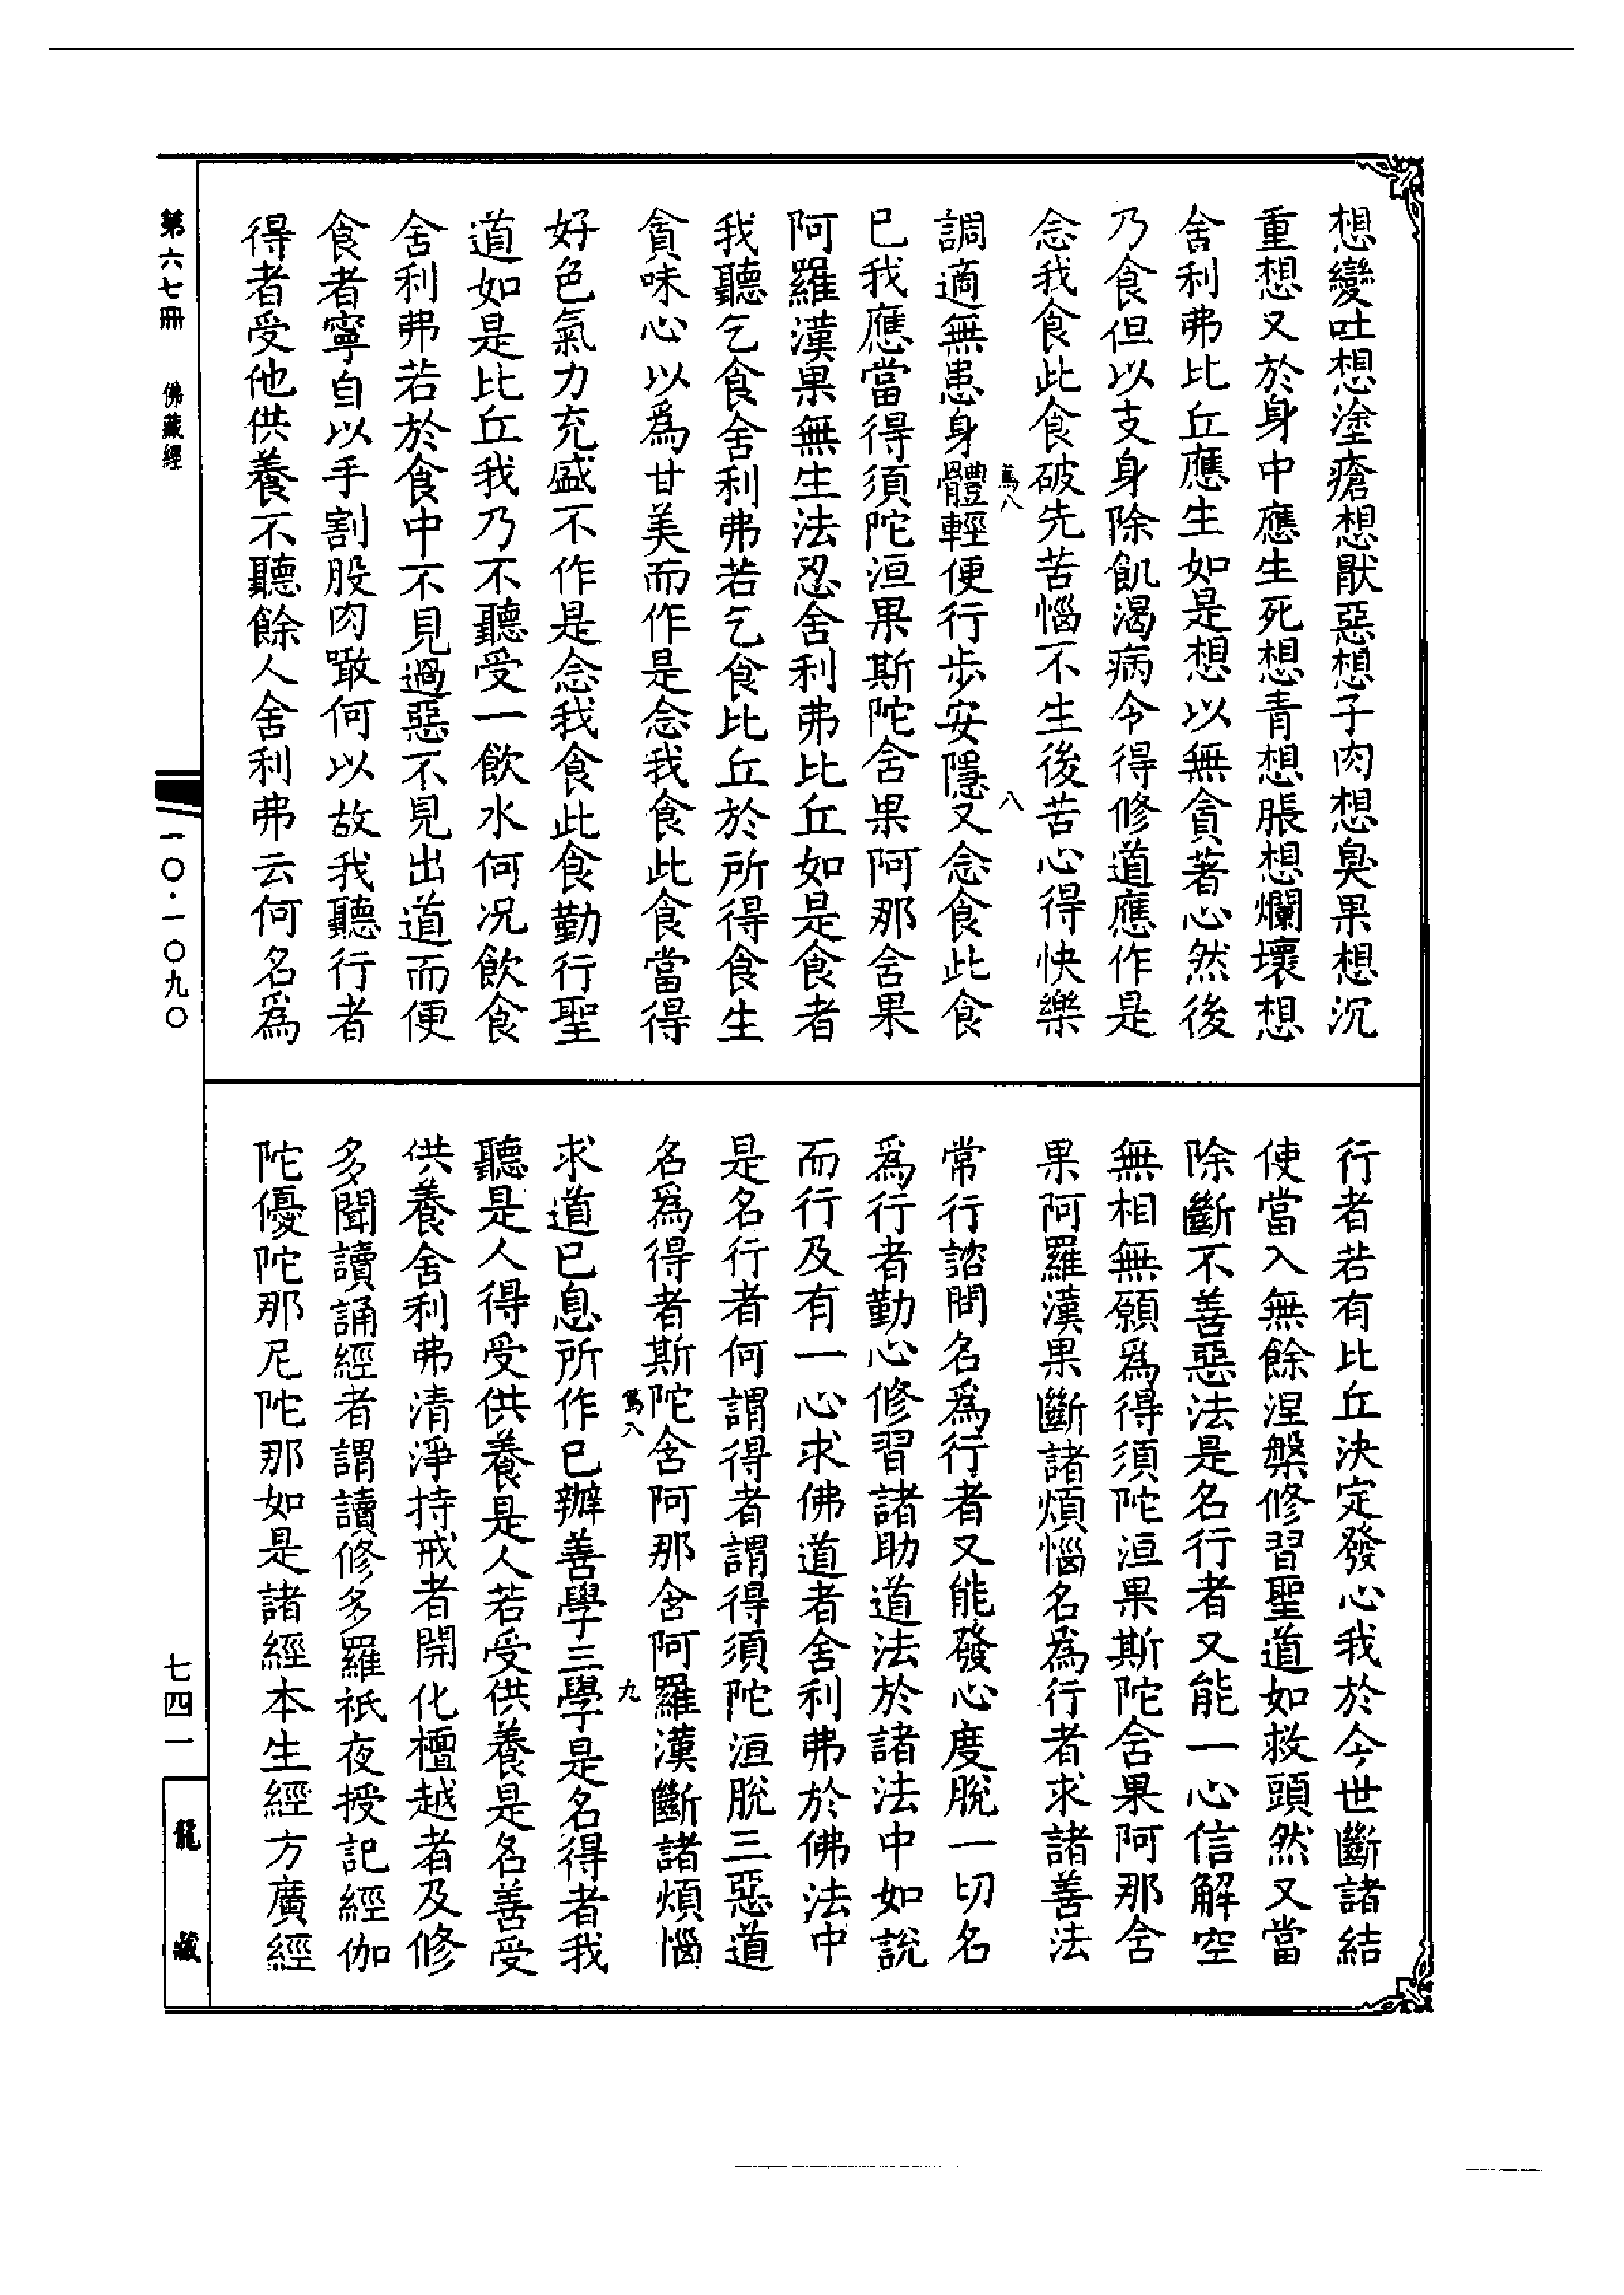 想變吐想塗瘡想猒惡想子肉想臭果想沉
重想又於身中應生死想青想脹想爛壞想
舍利弗比丘應生如是想以無貪著心然後
乃食但以支身除飢渴病令得修道應作是
念我食此食破先苦惱不生後苦心得快樂
調適無患身體輕便行步安隱又念食此食
已我應當得須陀洹果斯陀舍果阿那舍果
阿羅漢果無生法忍舍利弗比丘如是食者
我聽乞食舍利弗若乞食比丘於所得食生
貪味心以為甘美而作是念我食此食當得
好色氣力充盛不作是念我食此食勤行聖
道如是比丘我乃不聽受一飲水何況飲食
舍利弗若於食中不見過惡不見出道而便
食者寧自以手割股肉噉何以故我聽行者
得者受他供養不聽餘人舍利弗云何名為
行者若有比丘決定發心我於今世斷諸結
使當入無餘涅槃修習聖道如救頭然又當
除斷不善惡法是名行者又能一心信解空
無相無願為得須陀洹果斯陀舍果阿那舍
果阿羅漢果斷諸煩惱名為行者求諸善法
常行諮問名為行者又能發心度脫一切名
為行者勤心修習諸助道法於諸法中如說
而行及有一心求佛道者舍利弗於佛法中
是名行者何謂得者謂得須陀洹脫三惡道
名為得者斯陀含阿那含阿羅漢斷諸煩惱
求道已息所作已辦善學三學是名得者我
聽是人得受供養是人若受供養是名善受
供養舍利弗清淨持戒者開化檀越者及修
多聞讀誦經者謂讀修多羅祇夜授記經伽
陀優陀那尼陀那如是諸經本生經方廣經
篤八
八
篤八
九
第六七冊 佛藏經
一〇·一〇九〇
七四一
龍藏